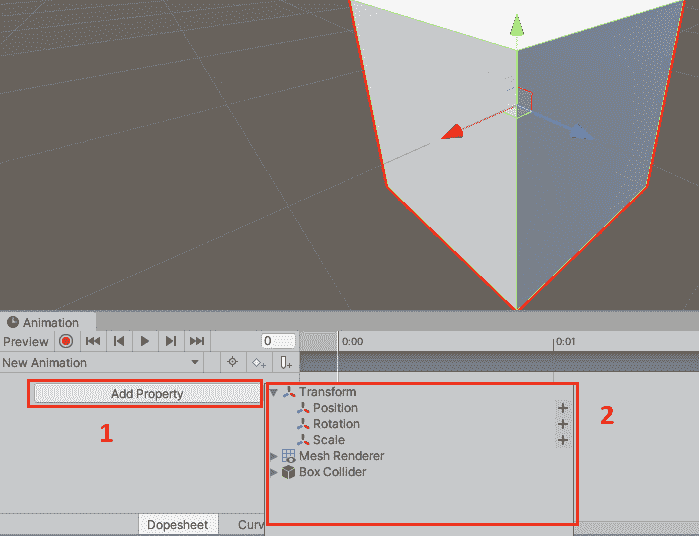 Animation
Preview
0
0:00
0:01
New Animation
Add Property
1
Transform
Position
Rotation
Scale
Mesh Renderer
Box Collider
2
Dopesheet
Curv